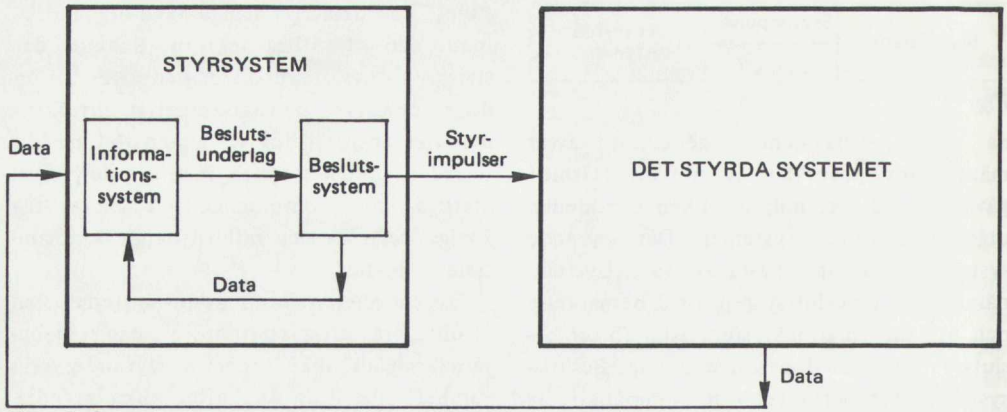 STYRSYSTEM
Data
Informa-
tions-
system
Besluts-
underlag
Besluts-
system
Styr-
impulser
DET STYRDA SYSTEMET
Data
Data